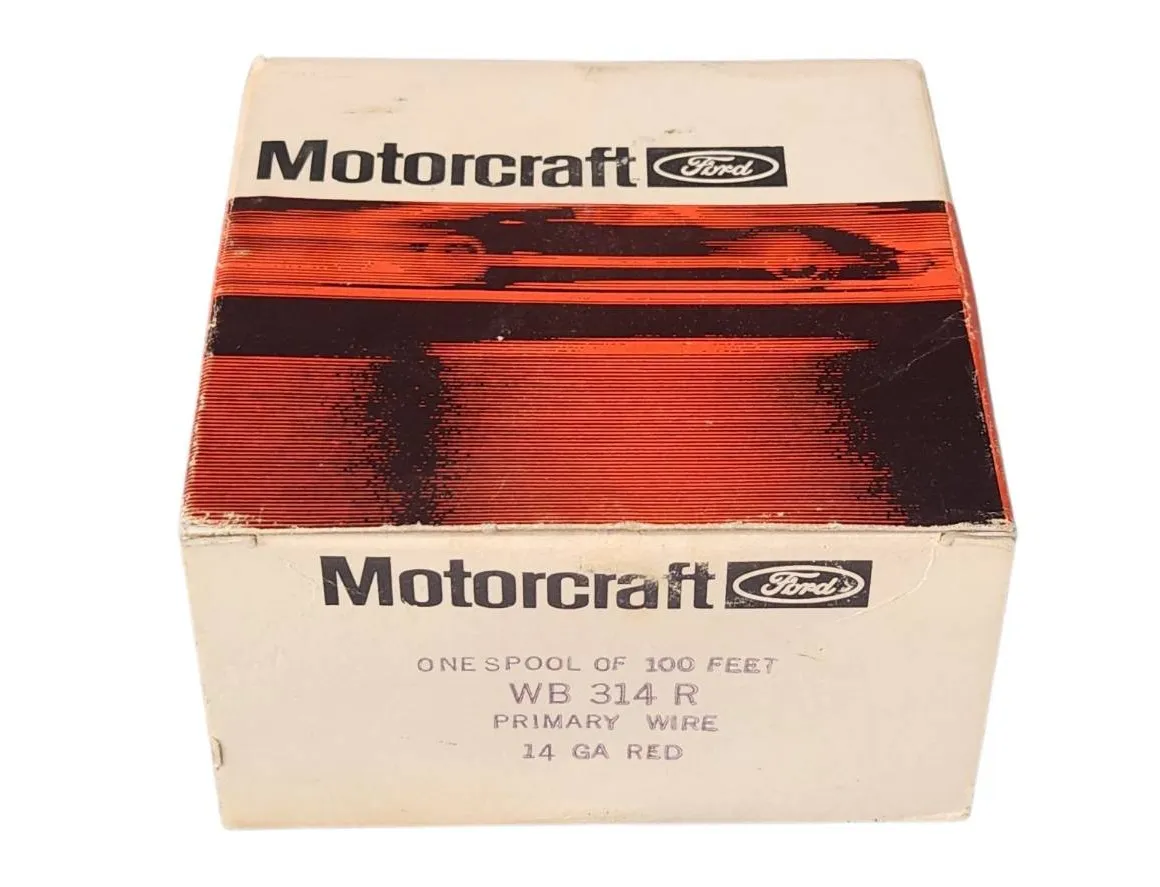 Motorcraft Ford
Motorcraft Ford
ONE SPOOL OF 100 FEET
WB 314 R
PRIMARY WIRE
14 GA RED